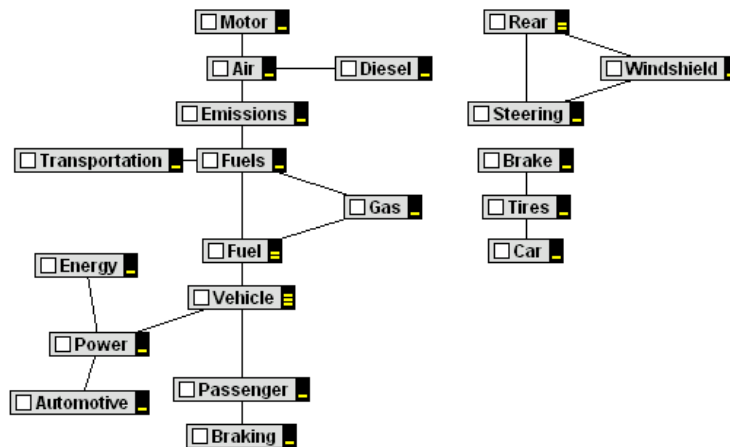 Motor
Rear
Air
Diesel
Windshield
Emissions
Steering
Transportation
Fuels
Brake
Gas
Tires
Fuel
Car
Energy
Vehicle
Power
Passenger
Automotive
Braking